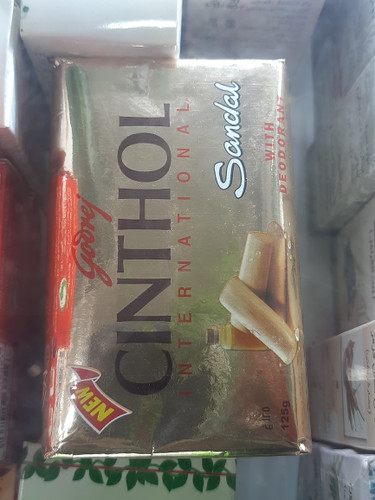 Godrej
CINTHOL
INTERNATIONAL
Sandal
WITH
DEODORANT
NEW
125g